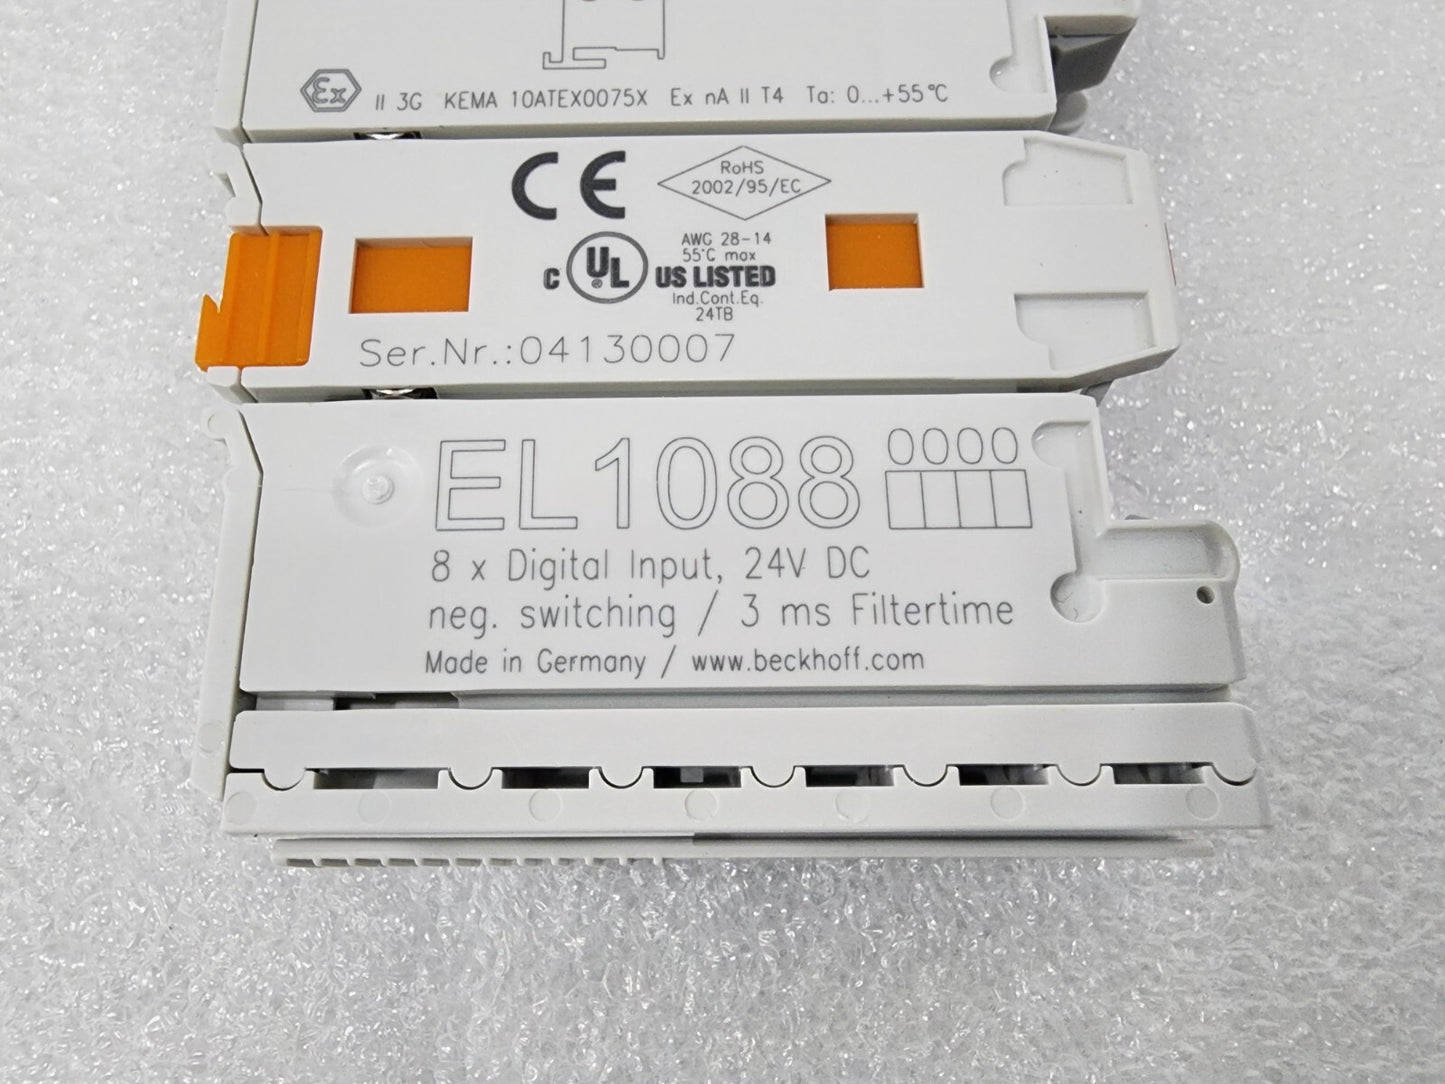 Ex II 3G KEMA 10ATEX0075X Ex nA II T4 Ta: 0...+55°C
CE
RoHS
2002/95/EC
AWG 28-14
55°C max
C UL ® US LISTED
Ind.Cont.Eq.
24TB
Ser.Nr.:04130007
EL1088 0000
8 x Digital Input, 24V DC
neg. switching / 3 ms Filtertime
Made in Germany / www.beckhoff.com